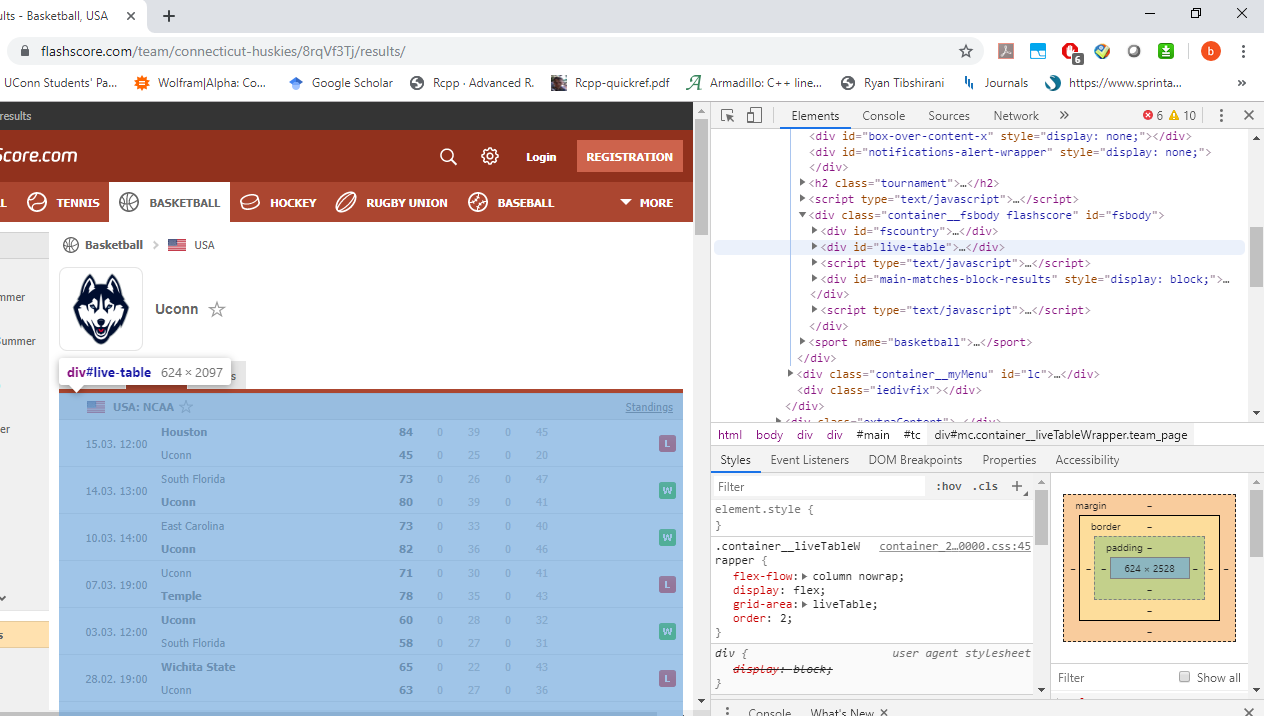 ults - Basketball, USA
flashscore.com/team/connecticut-huskies/8rqVf3Tj/results/
6
b
UConn Students' Pa...
Wolfram|Alpha: Co...
Google Scholar
Rcpp · Advanced R.
Rcpp-quickref.pdf
Armadillo: C++ line...
Ryan Tibshirani
Journals
https://www.sprinta...
»
results
Score.com
Login
REGISTRATION
L
TENNIS
BASKETBALL
HOCKEY
RUGBY UNION
BASEBALL
MORE
Basketball
USA
mmer
Summer
er
s
Uconn
div#live-table 624 × 2097
s
USA: NCAA
Standings
15.03. 12:00
Houston 84 0 39 0 45
Uconn 45 0 25 0 20
L
14.03. 13:00
South Florida 73 0 26 0 47
Uconn 80 0 39 0 41
W
10.03. 14:00
East Carolina 73 0 33 0 40
Uconn 82 0 36 0 46
W
07.03. 19:00
Uconn 71 0 30 0 41
Temple 78 0 35 0 43
L
03.03. 12:00
Uconn 60 0 28 0 32
South Florida 58 0 27 0 31
W
28.02. 19:00
Wichita State 65 0 22 0 43
Uconn 63 0 27 0 36
L
Elements Console Sources Network » 6 10
<div id="box-over-content-x" style="display: none;"></div>
<div id="notifications-alert-wrapper" style="display: none;">
</div>
<h2 class="tournament">…</h2>
<script type="text/javascript">…</script>
<div class="container__fsbody flashscore" id="fsbody">
<div id="fscountry">…</div>
<div id="live-table">…</div>
<script type="text/javascript">…</script>
<div id="main-matches-block-results" style="display: block;">…
</div>
<script type="text/javascript">…</script>
</div>
<sport name="basketball">…</sport>
</div>
<div class="container__myMenu" id="lc">…</div>
<div class="iedivfix"></div>
</div>
<div class="extraContent">…</div>
html body div div #main #tc div#mc.container__liveTableWrapper.team_page
Styles Event Listeners DOM Breakpoints Properties Accessibility
Filter :hov .cls +
element.style {
}
.container__liveTableW container_2…0000.css:45
rapper {
flex-flow: column nowrap;
display: flex;
grid-area: liveTable;
order: 2;
}
div { user agent stylesheet
display: block;
}
margin –
border –
padding –
– – – 624 × 2528 – – –
–
–
–
Filter
Show all
Console What's New